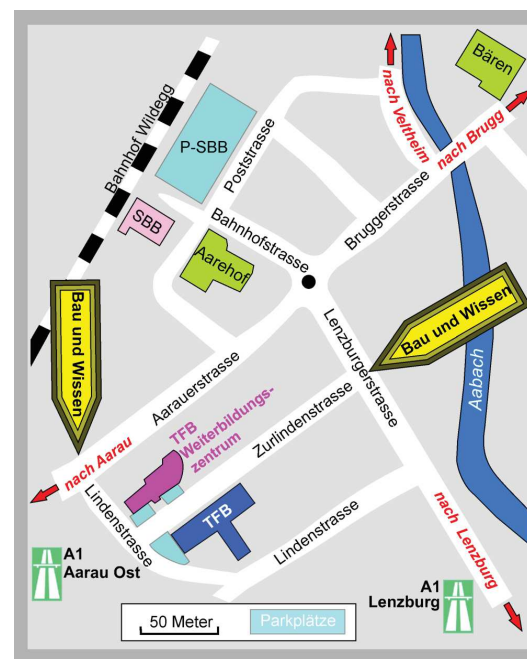 Bären
nach Veltheim
nach Brugg
Bahnhof Wildegg
P-SBB
Poststrasse
SBB
Bahnhofstrasse
Bruggerstrasse
Aarehof
Bau und Wissen
Bau und Wissen
Aabach
Lenzburgerstrasse
Aarauerstrasse
TFB
Weiterbildungs-
zentrum
Zurlindenstrasse
nach Aarau
Lindenstrasse
TFB
Lindenstrasse
nach Lenzburg
A1
Aarau Ost
A1
Lenzburg
50 Meter
Parkplätze